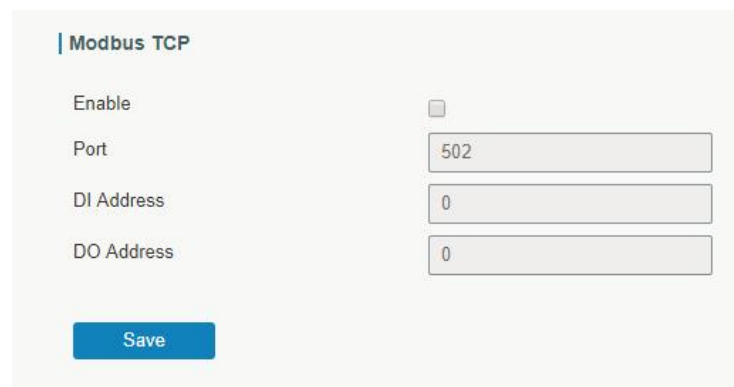 Modbus TCP
Enable
Port 502
DI Address 0
DO Address 0
Save